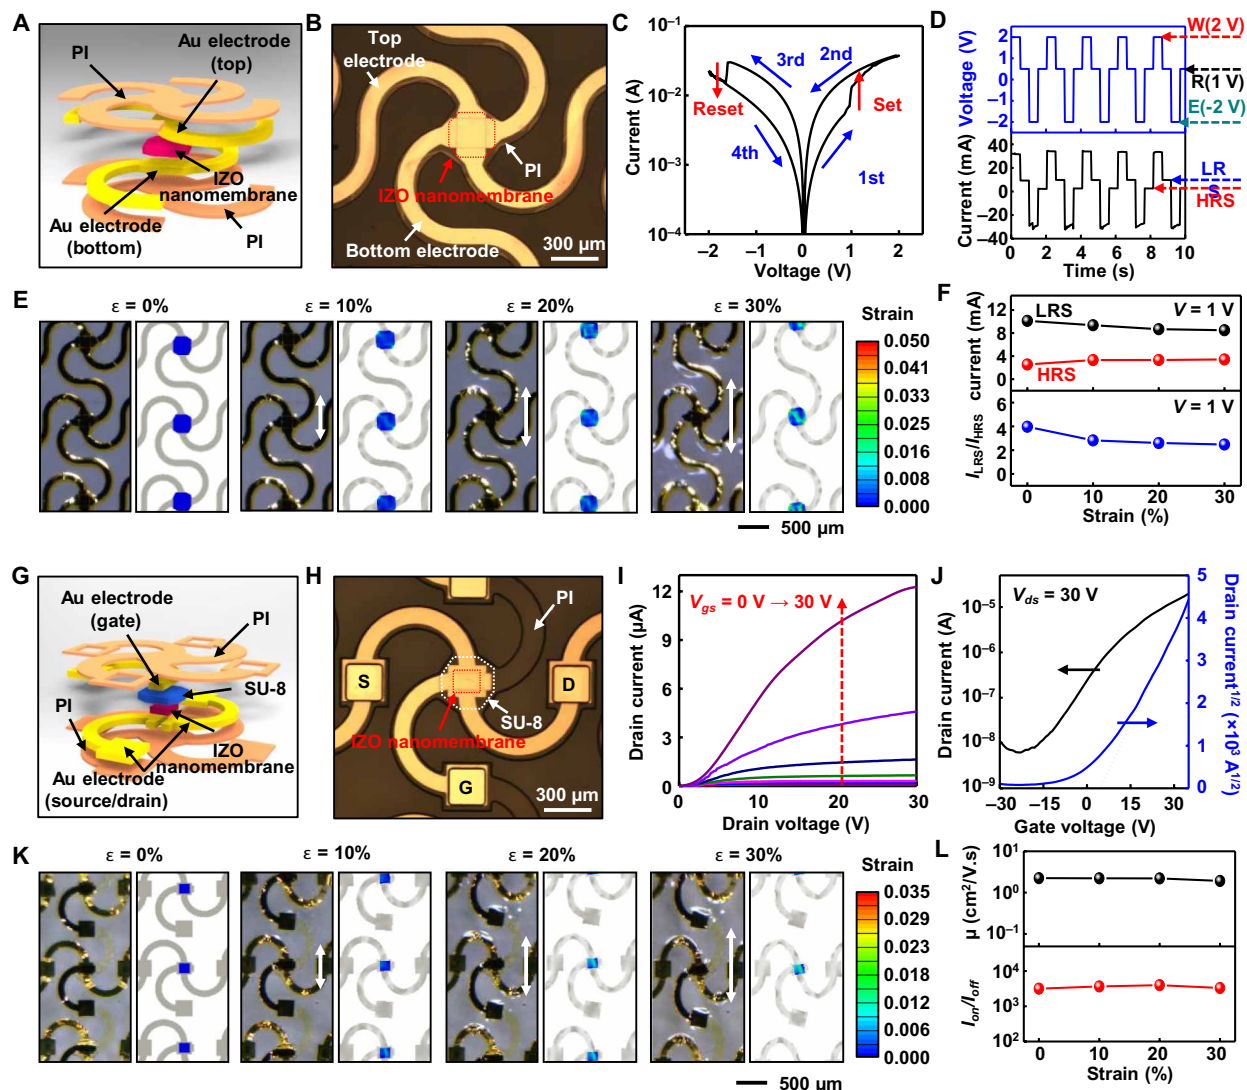 A
PI
Au electrode
(top)
IZO
nanomembrane
Au electrode
(bottom)
PI
B
Top
electrode
PI
IZO nanomembrane
Bottom electrode
300 µm
C
Current (A)
10⁰
10⁻¹
10⁻²
10⁻³
10⁻⁴
3rd
2nd
Reset
Set
4th
1st
−2 −1 0 1 2
Voltage (V)
D
Voltage (V)
2
1
0
−1
−2
W(2 V)
R(1 V)
E(-2 V)
Current (mA)
40
20
0
−20
−40
LR
S
HRS
0 2 4 6 8 10
Time (s)
E
ε = 0%
ε = 10%
ε = 20%
ε = 30%
Strain
0.050
0.041
0.033
0.025
0.016
0.008
0.000
500 µm
F
current (mA)
12
8
4
0
LRS
V = 1 V
HRS
I_LRS/I_HRS
6
4
2
0
V = 1 V
0 10 20 30
Strain (%)
G
Au electrode
(gate)
PI
SU-8
PI
IZO
nanomembrane
Au electrode
(source/drain)
H
PI
S
D
SU-8
IZO nanomembrane
G
300 µm
I
Drain current (µA)
12
9
6
3
0
V_gs = 0 V → 30 V
0 10 20 30
Drain voltage (V)
J
Drain current (A)
10⁻⁵
10⁻⁶
10⁻⁷
10⁻⁸
10⁻⁹
V_ds = 30 V
Drain current^1/2 (×10³ A^1/2)
5
4
3
2
1
0
−30 −15 0 15 30
Gate voltage (V)
K
ε = 0%
ε = 10%
ε = 20%
ε = 30%
Strain
0.035
0.029
0.023
0.018
0.012
0.006
0.000
500 µm
L
µ (cm²/V.s)
10¹
10⁰
10⁻¹
I_on/I_off
10⁴
10³
10²
0 10 20 30
Strain (%)